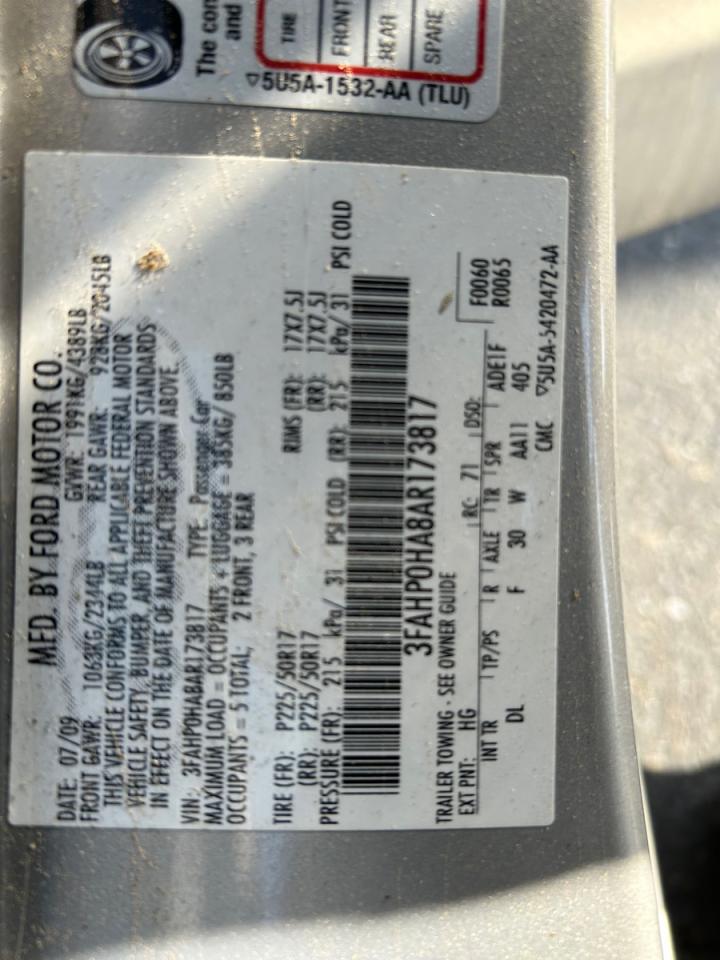 MFD. BY FORD MOTOR CO.
DATE: 07/09 GVWR: 1991KG/4389LB
FRONT GAWR: 1063KG/2344LB REAR GAWR: 928KG/2045LB
THIS VEHICLE CONFORMS TO ALL APPLICABLE FEDERAL MOTOR
VEHICLE SAFETY, BUMPER, AND THEFT PREVENTION STANDARDS
IN EFFECT ON THE DATE OF MANUFACTURE SHOWN ABOVE.
VIN: 3FAHP0HA8AR173817 TYPE: Passenger Car
MAXIMUM LOAD = OCCUPANTS + LUGGAGE = 385KG/ 850LB
OCCUPANTS = 5 TOTAL; 2 FRONT, 3 REAR
TIRE (FR): P225/50R17 RIMS (FR): 17X7.5J
(RR): P225/50R17 (RR): 17X7.5J
PRESSURE (FR): 215 kPa/ 31 PSI COLD (RR): 215 kPa/ 31 PSI COLD
3FAHP0HA8AR173817
TRAILER TOWING - SEE OWNER GUIDE
EXT PNT: HG RC: 71 DSO: F0060
R0065
INT TR TP/PS R AXLE TR SPR ADE1F
DL F 30 W AA11 405
CMC ▽5U5A-5420472-AA
The con
and
TIRE
FRONT
REAR
SPARE
▽5U5A-1532-AA (TLU)